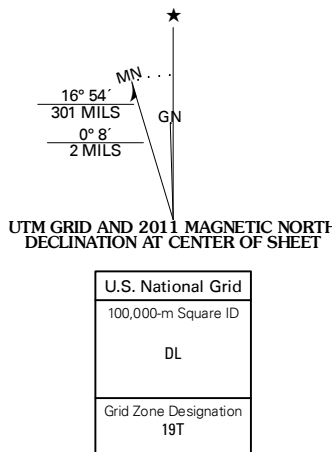 ★
MN
GN
16° 54´
301 MILS
0° 8´
2 MILS
UTM GRID AND 2011 MAGNETIC NORTH
DECLINATION AT CENTER OF SHEET
U.S. National Grid
100,000-m Square ID
DL
Grid Zone Designation
19T